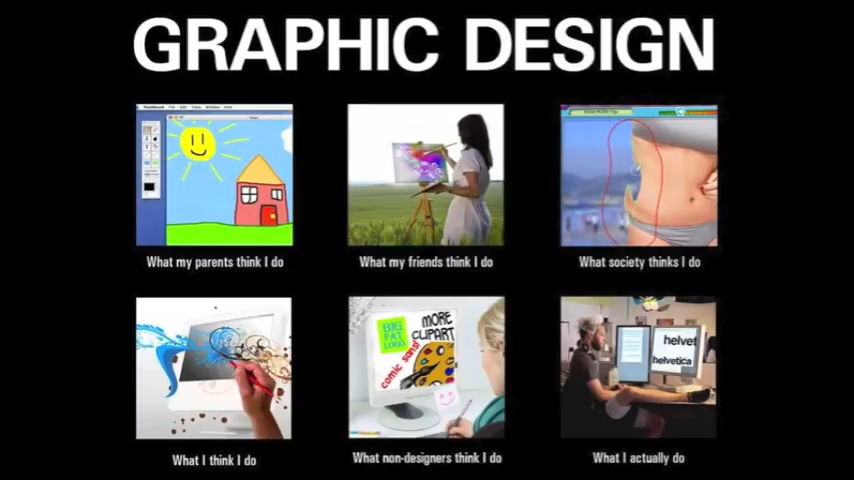 GRAPHIC DESIGN
What my parents think I do
What my friends think I do
What society thinks I do
BIG
FAT
LOGO
MORE
CLIPART
comic sans!
helvet
helvetica
What I think I do
What non-designers think I do
What I actually do